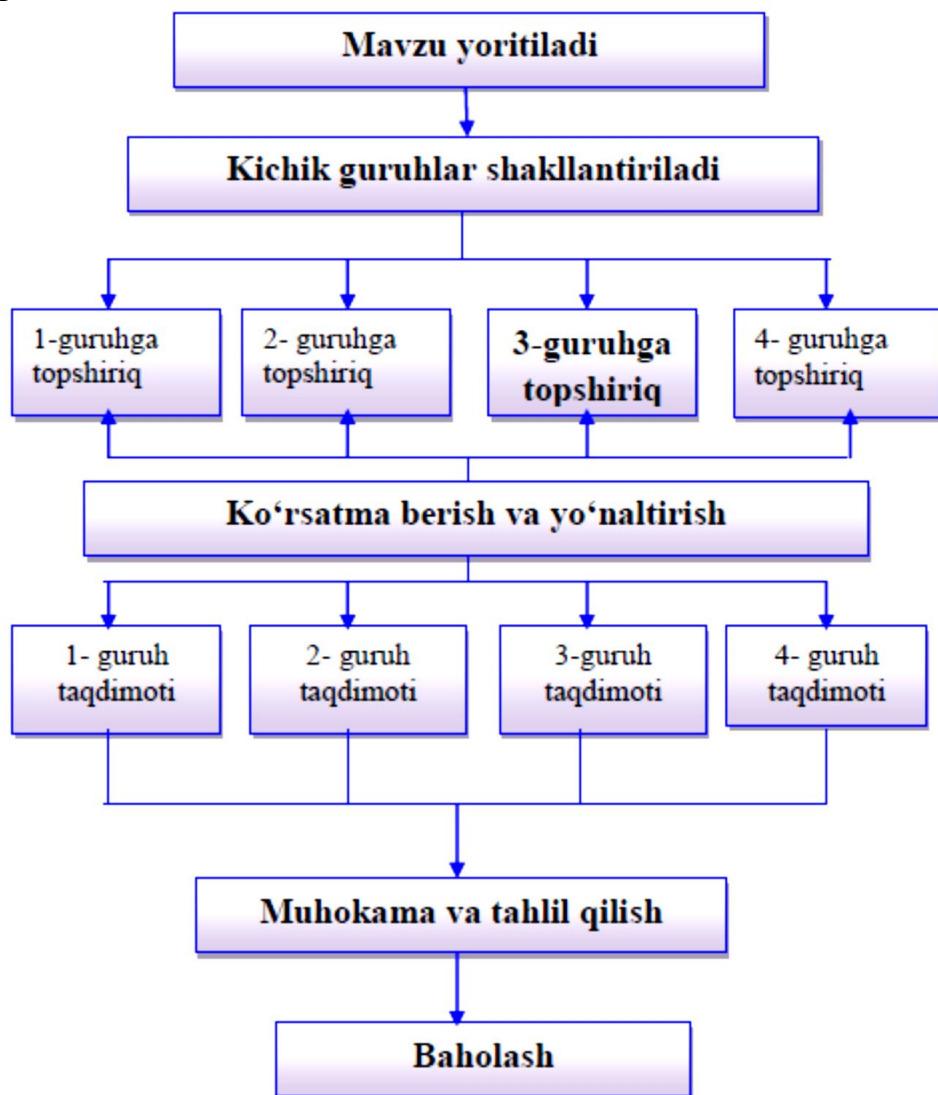 Mavzu yoritiladi
Kichik guruhlar shakllantiriladi
1-guruhga
topshiriq
2- guruhga
topshiriq
3-guruhga
topshiriq
4- guruhga
topshiriq
Ko‘rsatma berish va yo‘naltirish
1- guruh
taqdimoti
2- guruh
taqdimoti
3-guruh
taqdimoti
4- guruh
taqdimoti
Muhokama va tahlil qilish
Baholash